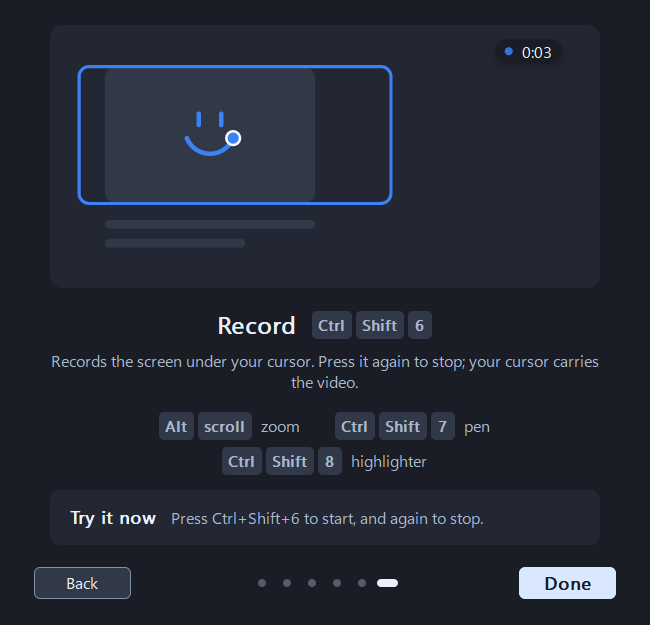 0:03
Record Ctrl Shift 6
Records the screen under your cursor. Press it again to stop; your cursor carries
the video.
Alt scroll zoom Ctrl Shift 7 pen
Ctrl Shift 8 highlighter
Try it now Press Ctrl+Shift+6 to start, and again to stop.
Back Done